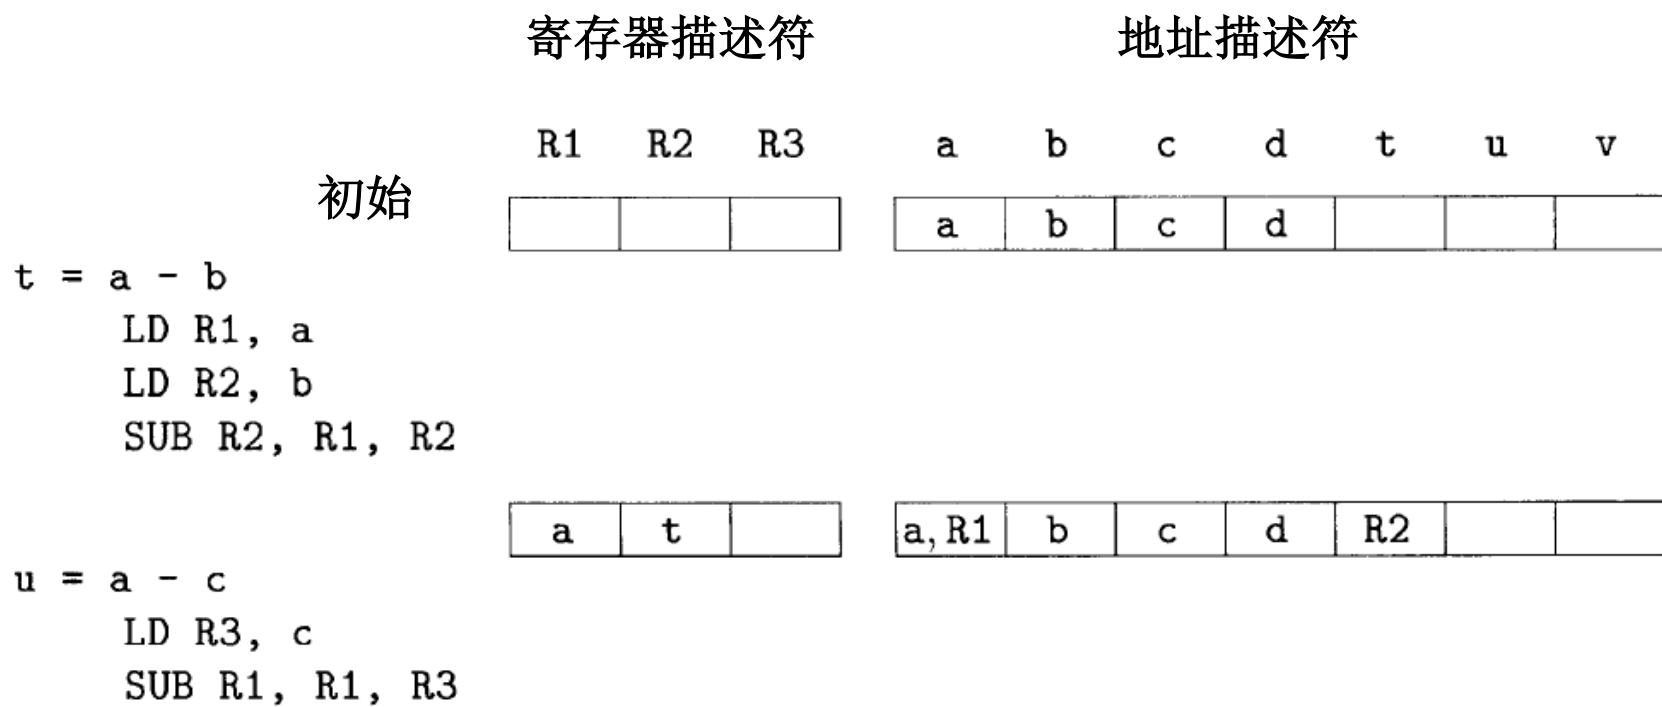 寄存器描述符 地址描述符
R1 R2 R3 a b c d t u v
初始 a b c d
t = a - b
LD R1, a
LD R2, b
SUB R2, R1, R2
a t a,R1 b c d R2
u = a - c
LD R3, c
SUB R1, R1, R3